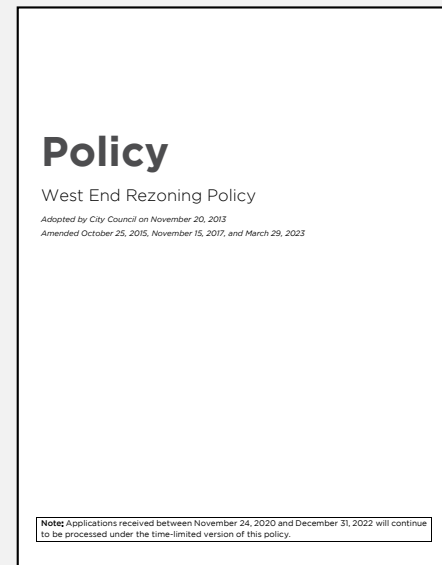 Policy
West End Rezoning Policy
Adopted by City Council on November 20, 2013
Amended October 25, 2015, November 15, 2017, and March 29, 2023
Note: Applications received between November 24, 2020 and December 31, 2022 will continue
to be processed under the time-limited version of this policy.